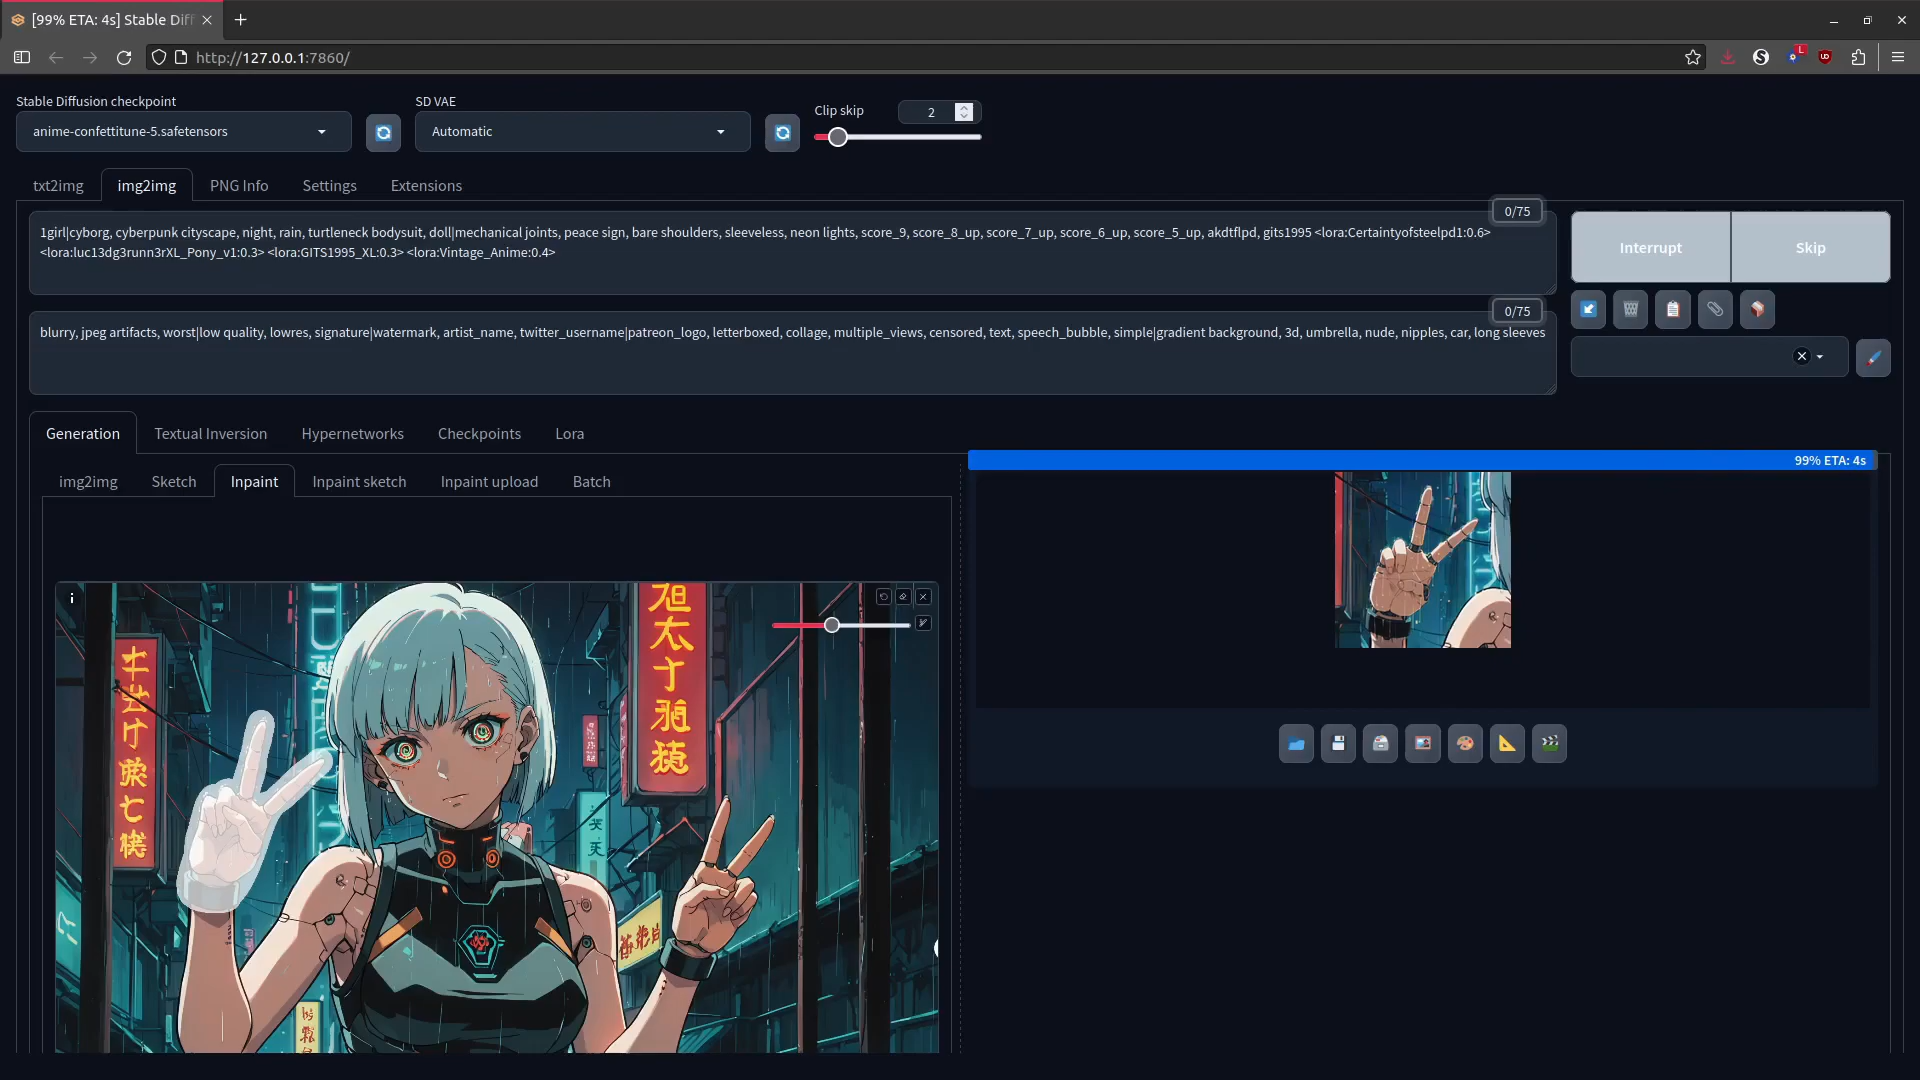 [99% ETA: 4s] Stable Diff
http://127.0.0.1:7860/
Stable Diffusion checkpoint
anime-confettitune-5.safetensors
SD VAE
Automatic
Clip skip
2
txt2img
img2img
PNG Info
Settings
Extensions
0/75
1girl|cyborg, cyberpunk cityscape, night, rain, turtleneck bodysuit, doll|mechanical joints, peace sign, bare shoulders, sleeveless, neon lights, score_9, score_8_up, score_7_up, score_6_up, score_5_up, akdtflpd, gits1995 <lora:Certaintyofsteelpd1:0.6>
<lora:luc13dg3runn3rXL_Pony_v1:0.3> <lora:GITS1995_XL:0.3> <lora:Vintage_Anime:0.4>
Interrupt
Skip
0/75
blurry, jpeg artifacts, worst|low quality, lowres, signature|watermark, artist_name, twitter_username|patreon_logo, letterboxed, collage, multiple_views, censored, text, speech_bubble, simple|gradient background, 3d, umbrella, nude, nipples, car, long sleeves
Generation
Textual Inversion
Hypernetworks
Checkpoints
Lora
99% ETA: 4s
img2img
Sketch
Inpaint
Inpaint sketch
Inpaint upload
Batch